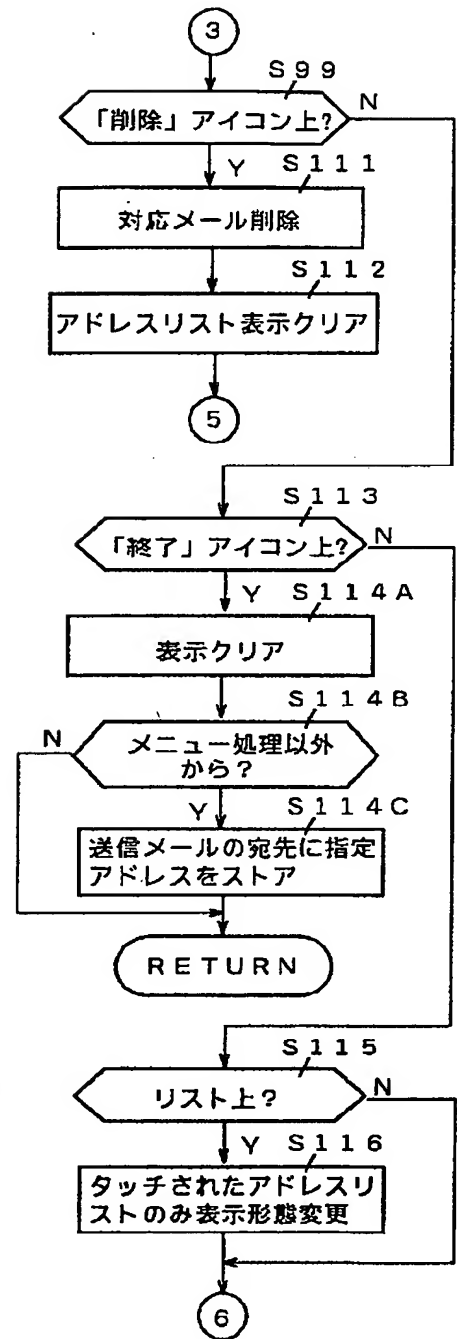 3
S99
「削除」アイコン上?
N
Y
S111
対応メール削除
S112
アドレスリスト表示クリア
5
S113
「終了」アイコン上?
N
Y
S114A
表示クリア
S114B
N
メニュー処理以外
から?
Y
S114C
送信メールの宛先に指定
アドレスをストア
RETURN
S115
リスト上?
N
Y
S116
タッチされたアドレスリ
ストのみ表示形態変更
6